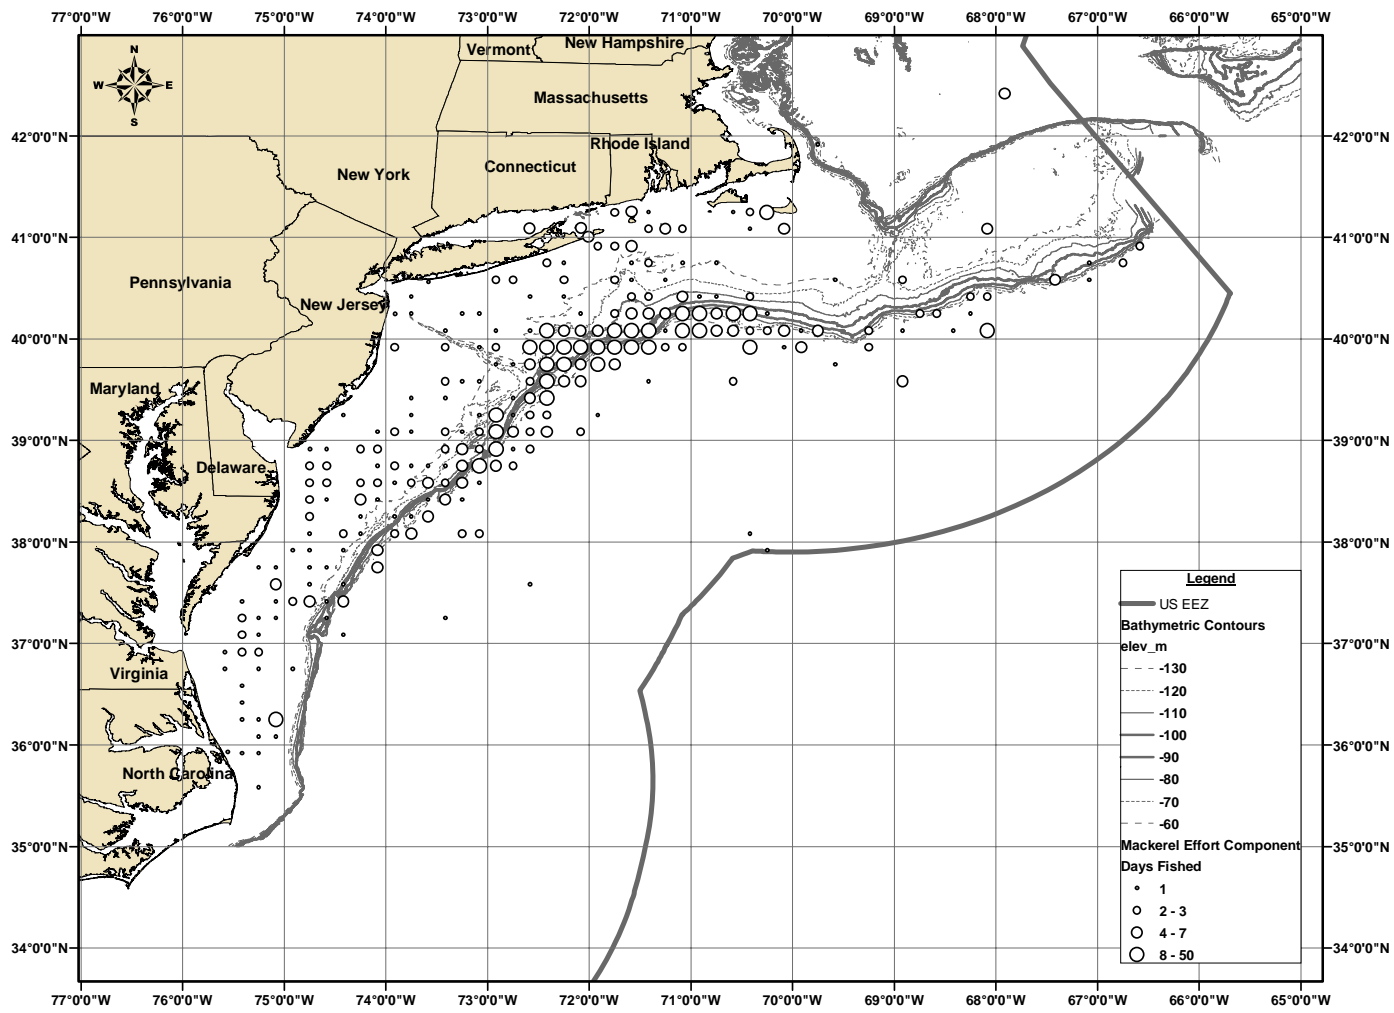 77°0'0"W 76°0'0"W 75°0'0"W 74°0'0"W 73°0'0"W 72°0'0"W 71°0'0"W 70°0'0"W 69°0'0"W 68°0'0"W 67°0'0"W 66°0'0"W 65°0'0"W
N
W E
S
Vermont
New Hampshire
Massachusetts
42°0'0"N 42°0'0"N
Rhode Island
Connecticut
New York
41°0'0"N 41°0'0"N
Pennsylvania
New Jersey
40°0'0"N 40°0'0"N
Maryland
39°0'0"N 39°0'0"N
Delaware
38°0'0"N 38°0'0"N
Legend
US EEZ
Bathymetric Contours
37°0'0"N 37°0'0"N
elev_m
Virginia
-130
-120
-110
-100
36°0'0"N 36°0'0"N
-90
North Carolina
-80
-70
-60
35°0'0"N 35°0'0"N
Mackerel Effort Component
Days Fished
1
2 - 3
4 - 7
34°0'0"N 34°0'0"N
8 - 50
77°0'0"W 76°0'0"W 75°0'0"W 74°0'0"W 73°0'0"W 72°0'0"W 71°0'0"W 70°0'0"W 69°0'0"W 68°0'0"W 67°0'0"W 66°0'0"W 65°0'0"W